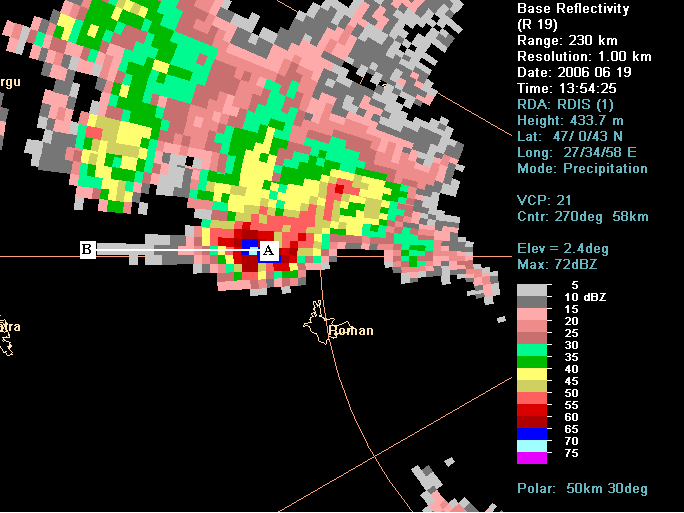 Base Reflectivity
(R 19)
Range: 230 km
Resolution: 1.00 km
Date: 2006 06 19
Time: 13:54:25
RDA: RDIS (1)
Height: 433.7 m
Lat: 47/ 0/43 N
Long: 27/34/58 E
Mode: Precipitation
VCP: 21
Cntr: 270deg 58km
Elev = 2.4deg
Max: 72dBZ
5
10 dBZ
15
20
25
30
35
40
45
50
55
60
65
70
75
Polar: 50km 30deg
rgu
B
A
Roman